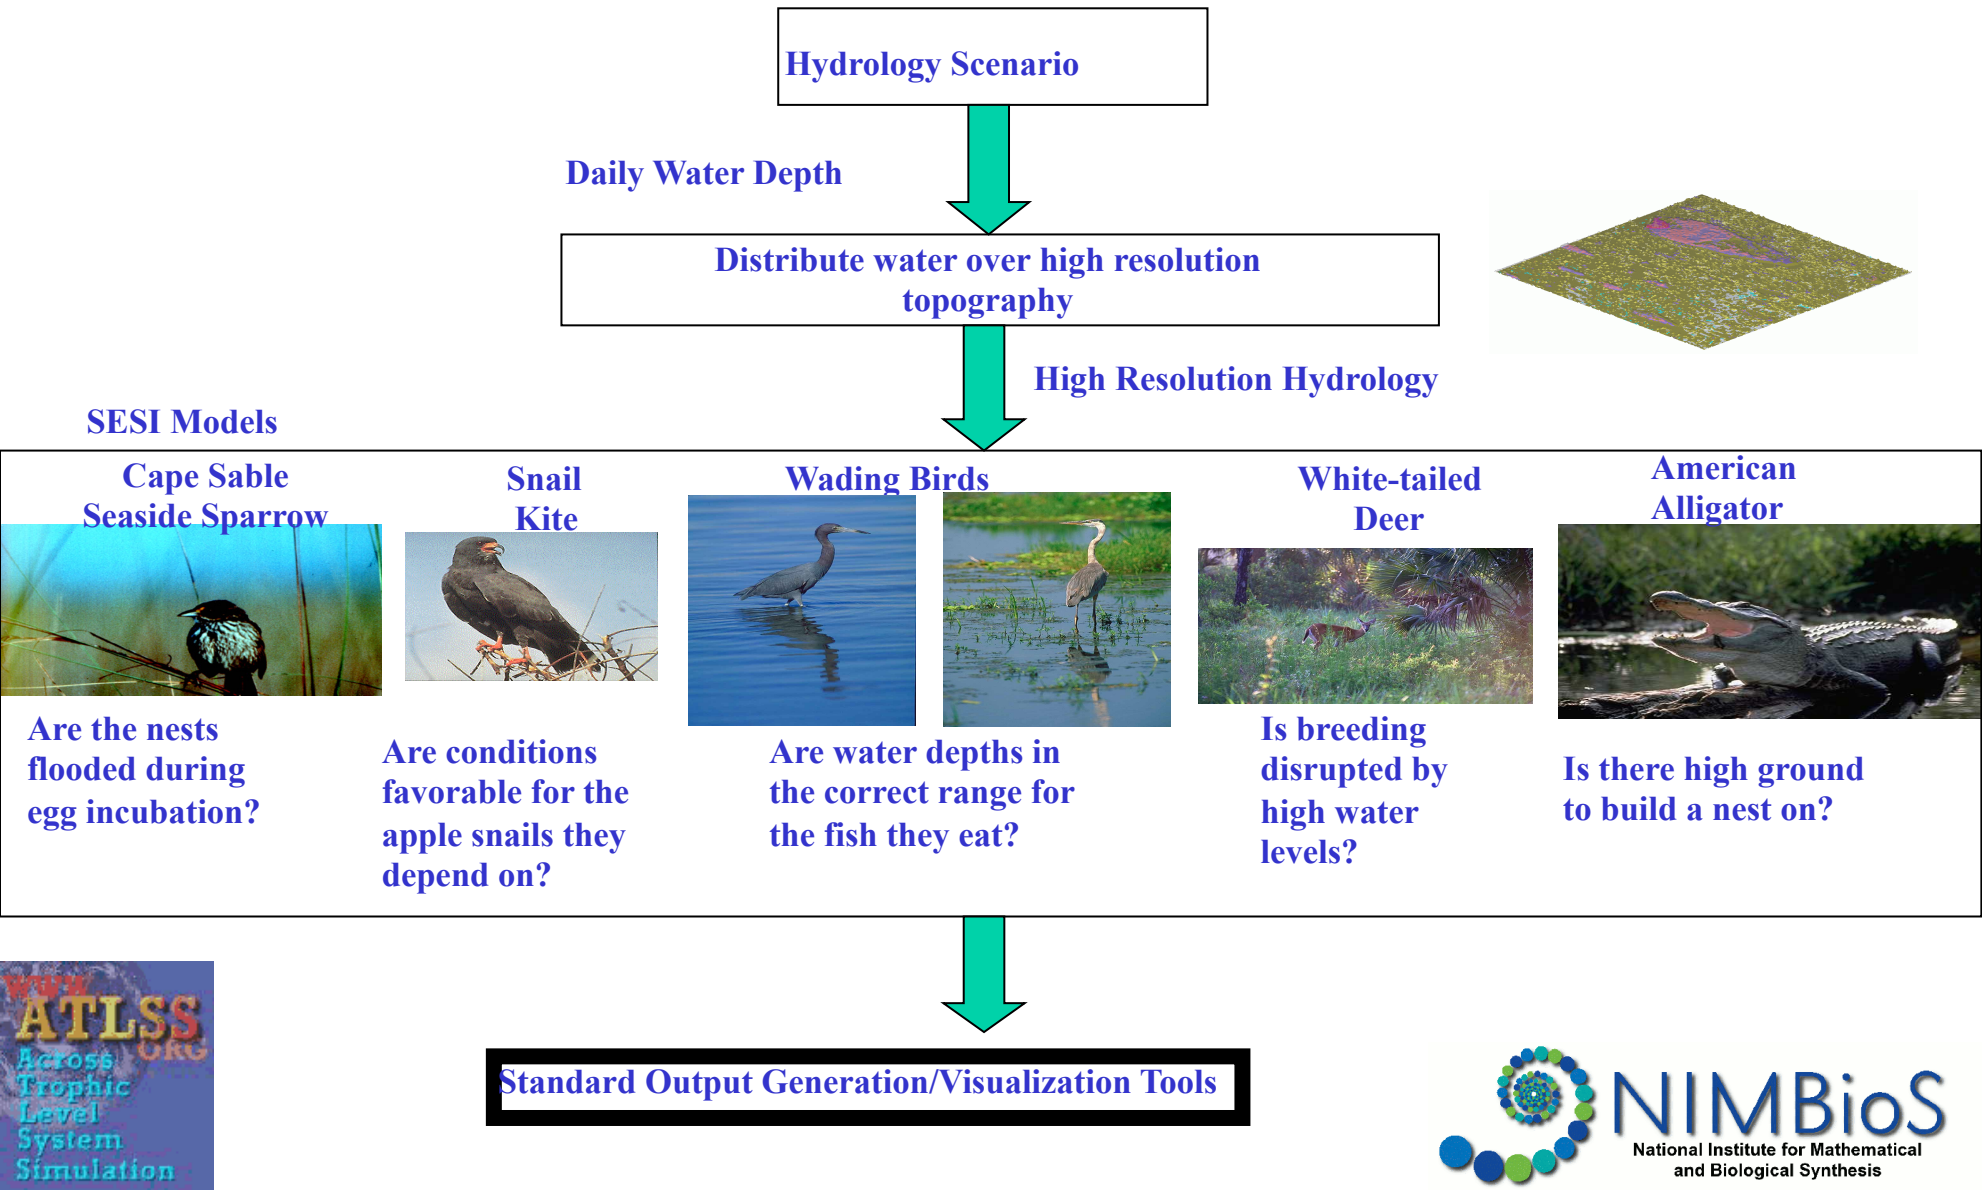 Hydrology Scenario
Daily Water Depth
Distribute water over high resolution
topography
High Resolution Hydrology
SESI Models
Cape Sable
Seaside Sparrow
Snail
Kite
Wading Birds
White-tailed
Deer
American
Alligator
Are the nests
flooded during
egg incubation?
Are conditions
favorable for the
apple snails they
depend on?
Are water depths in
the correct range for
the fish they eat?
Is breeding
disrupted by
high water
levels?
Is there high ground
to build a nest on?
Standard Output Generation/Visualization Tools
www
ATLSS
ORG
Across
Trophic
Level
System
Simulation
NIMBioS
National Institute for Mathematical
and Biological Synthesis